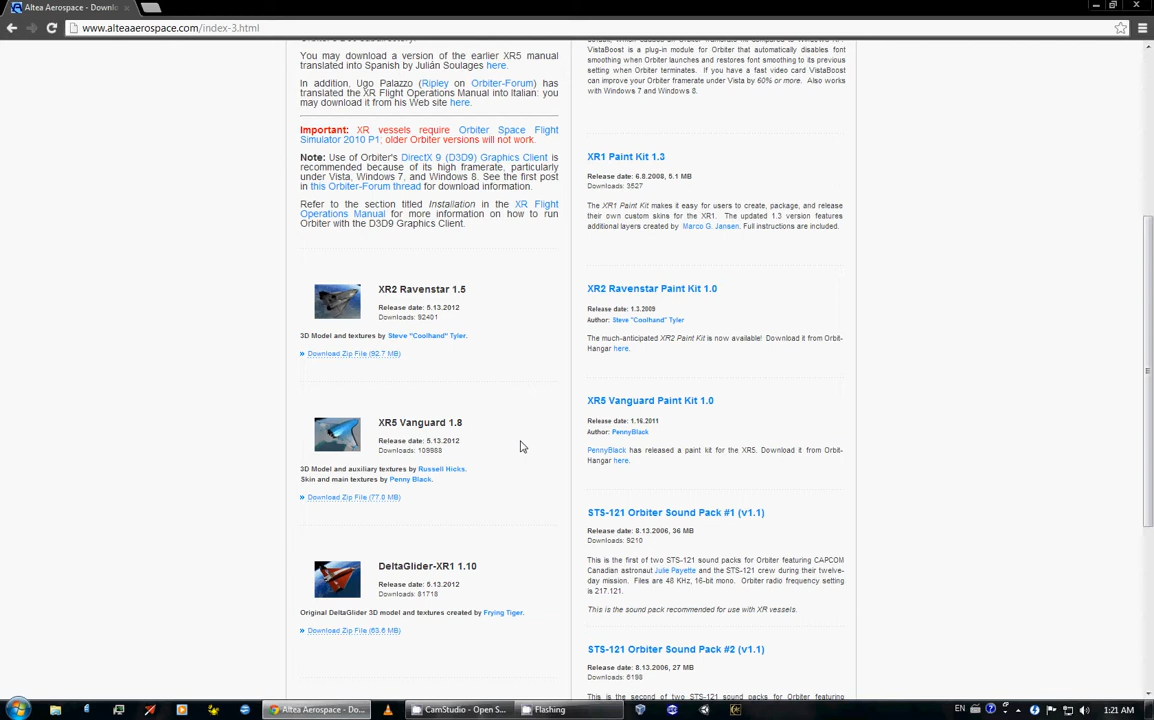 Altea Aerospace - Downlo
www.alteaaerospace.com/index-3.html
You may download a version of the earlier XR5 manual
translated into Spanish by Julián Soulages here.
In addition, Ugo Palazzo (Ripley on Orbiter-Forum) has
translated the XR Flight Operations Manual into Italian: you
may download it from his Web site here.
Important: XR vessels require Orbiter Space Flight
Simulator 2010 P1; older Orbiter versions will not work.
Note: Use of Orbiter's DirectX 9 (D3D9) Graphics Client is
recommended because of its high framerate, particularly
under Vista, Windows 7, and Windows 8. See the first post
in this Orbiter-Forum thread for download information.
Refer to the section titled Installation in the XR Flight
Operations Manual for more information on how to run
Orbiter with the D3D9 Graphics Client.
XR2 Ravenstar 1.5
Release date: 5.13.2012
Downloads: 92401
3D Model and textures by Steve "Coolhand" Tyler.
» Download Zip File (92.7 MB)
XR5 Vanguard 1.8
Release date: 5.13.2012
Downloads: 109988
3D Model and auxiliary textures by Russell Hicks.
Skin and main textures by Penny Black.
» Download Zip File (77.0 MB)
DeltaGlider-XR1 1.10
Release date: 5.13.2012
Downloads: 81718
Original DeltaGlider 3D model and textures created by Frying Tiger.
» Download Zip File (63.6 MB)
VistaBoost is a plug-in module for Orbiter that automatically disables font
smoothing when Orbiter launches and restores font smoothing to its previous
setting when Orbiter terminates. If you have a fast video card VistaBoost
can improve your Orbiter framerate under Vista by 60% or more. Also works
with Windows 7 and Windows 8.
XR1 Paint Kit 1.3
Release date: 6.8.2008, 5.1 MB
Downloads: 3527
The XR1 Paint Kit makes it easy for users to create, package, and release
their own custom skins for the XR1. The updated 1.3 version features
additional layers created by Marco G. Jansen. Full instructions are included.
XR2 Ravenstar Paint Kit 1.0
Release date: 1.3.2009
Author: Steve "Coolhand" Tyler
The much-anticipated XR2 Paint Kit is now available! Download it from Orbit-
Hangar here.
XR5 Vanguard Paint Kit 1.0
Release date: 1.16.2011
Author: PennyBlack
PennyBlack has released a paint kit for the XR5. Download it from Orbit-
Hangar here.
STS-121 Orbiter Sound Pack #1 (v1.1)
Release date: 8.13.2006, 36 MB
Downloads: 9210
This is the first of two STS-121 sound packs for Orbiter featuring CAPCOM
Canadian astronaut Julie Payette and the STS-121 crew during their twelve-
day mission. Files are 48 KHz, 16-bit mono. Orbiter radio frequency setting
is 217.121.
This is the sound pack recommended for use with XR vessels.
STS-121 Orbiter Sound Pack #2 (v1.1)
Release date: 8.13.2006, 27 MB
Downloads: 6188
This is the second of two STS-121 sound packs for Orbiter featuring
Altea Aerospace - Do...
CamStudio - Open S...
Flashing
EN
1:21 AM